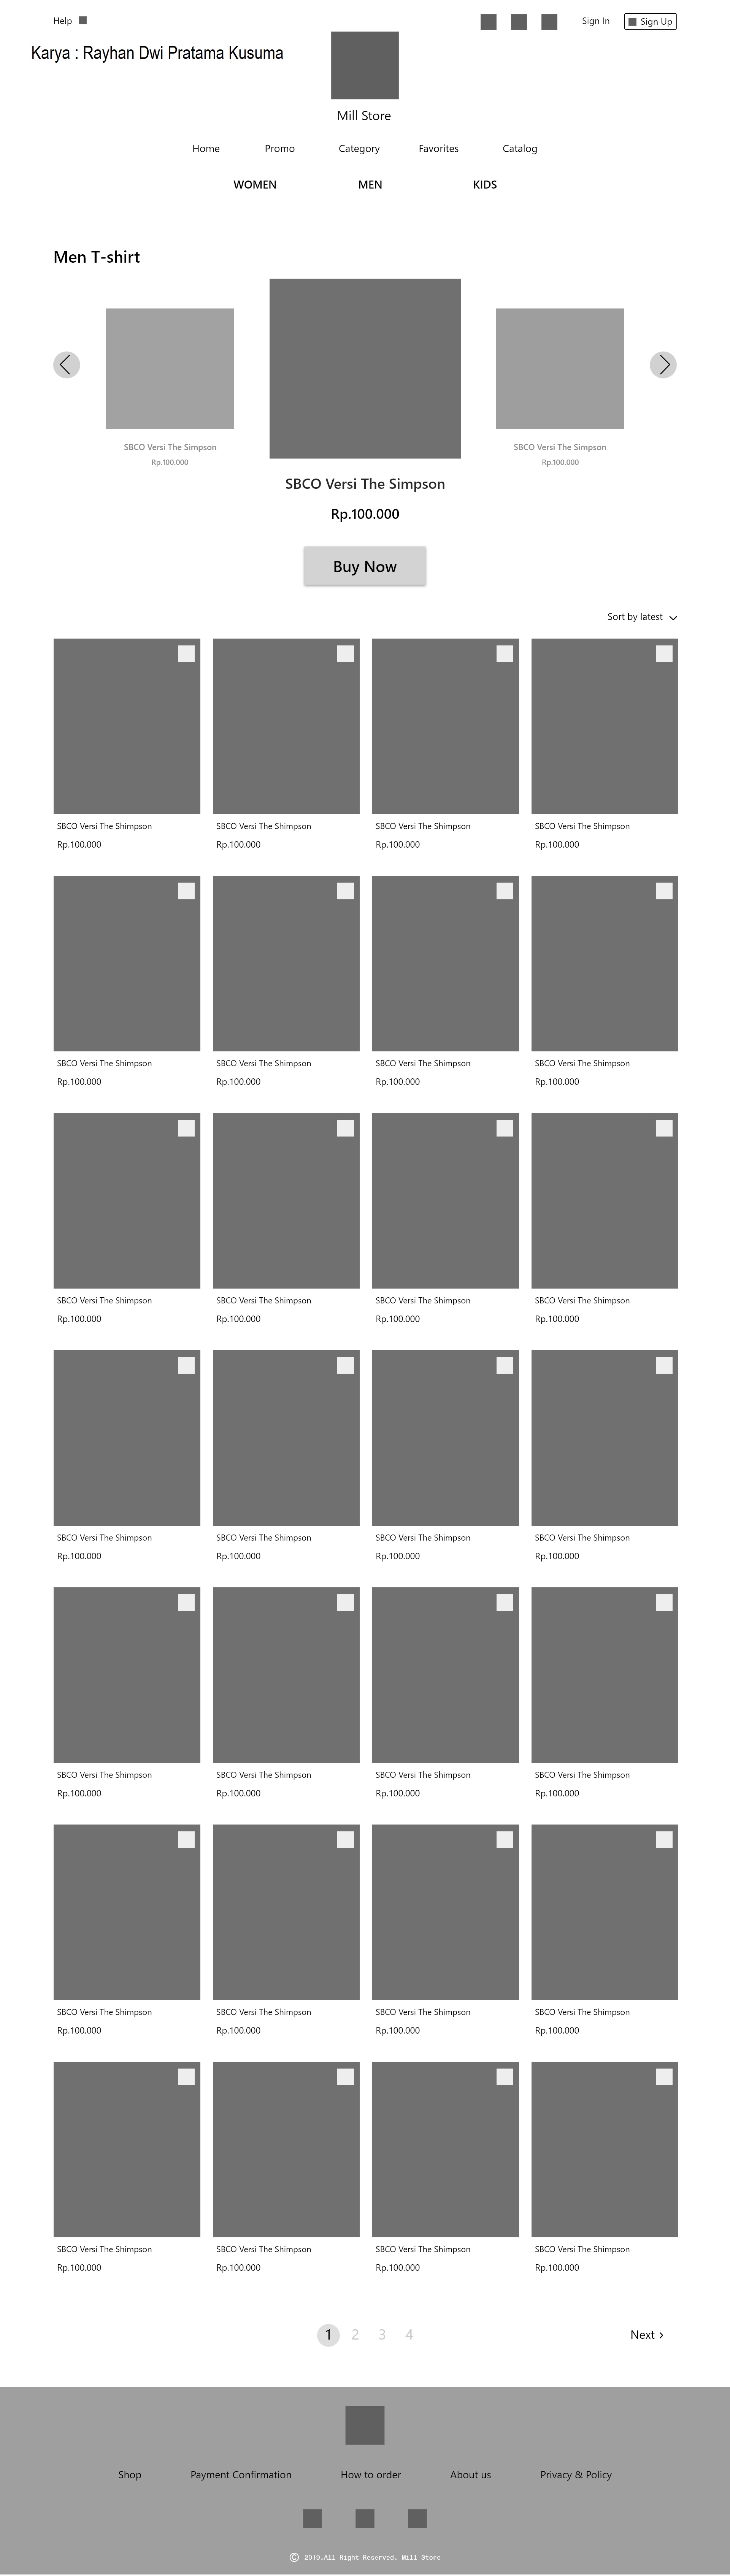 Help
Sign In
Sign Up
Karya : Rayhan Dwi Pratama Kusuma
Mill Store
Home Promo Category Favorites Catalog
WOMEN MEN KIDS
Men T-shirt
SBCO Versi The Simpson
Rp.100.000
SBCO Versi The Simpson
Rp.100.000
SBCO Versi The Simpson
Rp.100.000
Buy Now
Sort by latest
SBCO Versi The Shimpson SBCO Versi The Shimpson SBCO Versi The Shimpson SBCO Versi The Shimpson
Rp.100.000 Rp.100.000 Rp.100.000 Rp.100.000
SBCO Versi The Shimpson SBCO Versi The Shimpson SBCO Versi The Shimpson SBCO Versi The Shimpson
Rp.100.000 Rp.100.000 Rp.100.000 Rp.100.000
SBCO Versi The Shimpson SBCO Versi The Shimpson SBCO Versi The Shimpson SBCO Versi The Shimpson
Rp.100.000 Rp.100.000 Rp.100.000 Rp.100.000
SBCO Versi The Shimpson SBCO Versi The Shimpson SBCO Versi The Shimpson SBCO Versi The Shimpson
Rp.100.000 Rp.100.000 Rp.100.000 Rp.100.000
SBCO Versi The Shimpson SBCO Versi The Shimpson SBCO Versi The Shimpson SBCO Versi The Shimpson
Rp.100.000 Rp.100.000 Rp.100.000 Rp.100.000
SBCO Versi The Shimpson SBCO Versi The Shimpson SBCO Versi The Shimpson SBCO Versi The Shimpson
Rp.100.000 Rp.100.000 Rp.100.000 Rp.100.000
SBCO Versi The Shimpson SBCO Versi The Shimpson SBCO Versi The Shimpson SBCO Versi The Shimpson
Rp.100.000 Rp.100.000 Rp.100.000 Rp.100.000
1 2 3 4 Next >
Shop Payment Confirmation How to order About us Privacy & Policy
© 2019.All Right Reserved. Mill Store